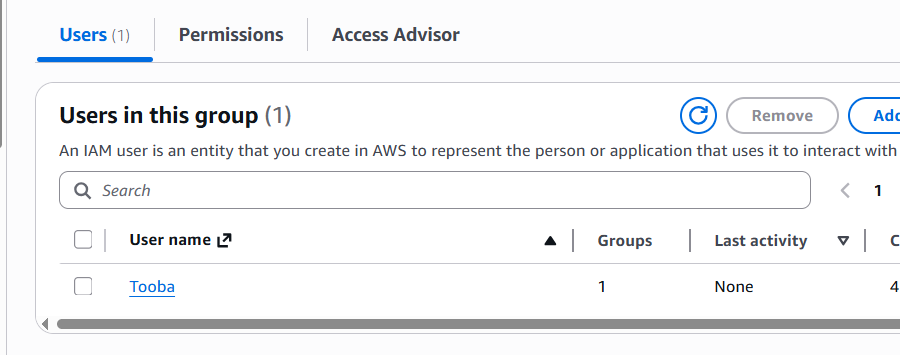 Users (1) Permissions Access Advisor
Users in this group (1) Remove Add
An IAM user is an entity that you create in AWS to represent the person or application that uses it to interact with
Search 1
User name Groups Last activity C
Tooba 1 None 4